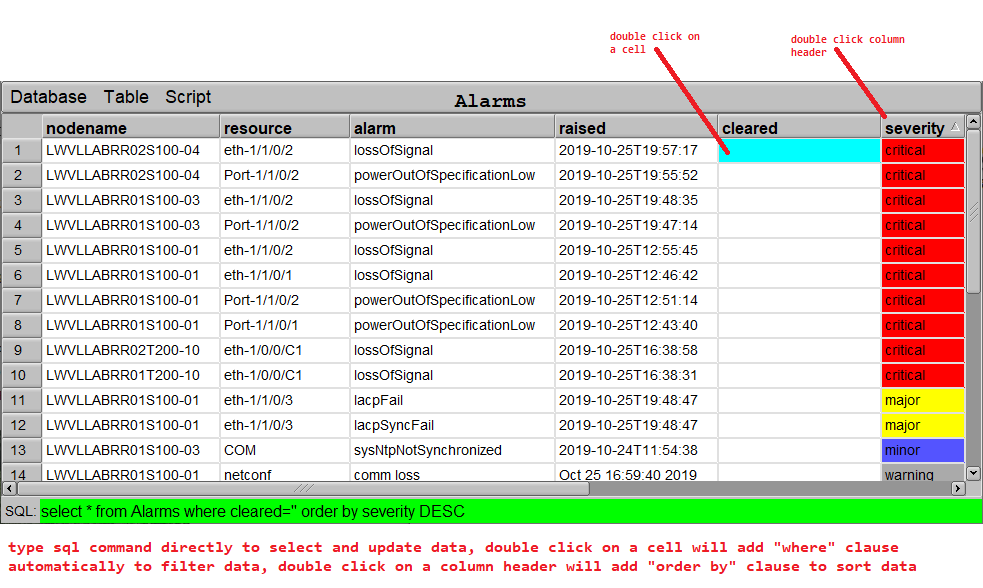 double click on
a cell
double click column
header
Database Table Script
Alarms
nodename resource alarm raised cleared severity
1 LWVLLABRR02S100-04 eth-1/1/0/2 lossOfSignal 2019-10-25T19:57:17 critical
2 LWVLLABRR02S100-04 Port-1/1/0/2 powerOutOfSpecificationLow 2019-10-25T19:55:52 critical
3 LWVLLABRR01S100-03 eth-1/1/0/2 lossOfSignal 2019-10-25T19:48:35 critical
4 LWVLLABRR01S100-03 Port-1/1/0/2 powerOutOfSpecificationLow 2019-10-25T19:47:14 critical
5 LWVLLABRR01S100-01 eth-1/1/0/2 lossOfSignal 2019-10-25T12:55:45 critical
6 LWVLLABRR01S100-01 eth-1/1/0/1 lossOfSignal 2019-10-25T12:46:42 critical
7 LWVLLABRR01S100-01 Port-1/1/0/2 powerOutOfSpecificationLow 2019-10-25T12:51:14 critical
8 LWVLLABRR01S100-01 Port-1/1/0/1 powerOutOfSpecificationLow 2019-10-25T12:43:40 critical
9 LWVLLABRR02T200-10 eth-1/0/0/C1 lossOfSignal 2019-10-25T16:38:58 critical
10 LWVLLABRR01T200-10 eth-1/0/0/C1 lossOfSignal 2019-10-25T16:38:31 critical
11 LWVLLABRR01S100-01 eth-1/1/0/3 lacpFail 2019-10-25T19:48:47 major
12 LWVLLABRR01S100-01 eth-1/1/0/3 lacpSyncFail 2019-10-25T19:48:47 major
13 LWVLLABRR01S100-03 COM sysNtpNotSynchronized 2019-10-24T11:54:38 minor
14 LWVLLABRR01S100-01 netconf comm loss Oct 25 16:59:40 2019 warning
SQL: select * from Alarms where cleared='' order by severity DESC
type sql command directly to select and update data, double click on a cell will add "where" clause
automatically to filter data, double click on a column header will add "order by" clause to sort data